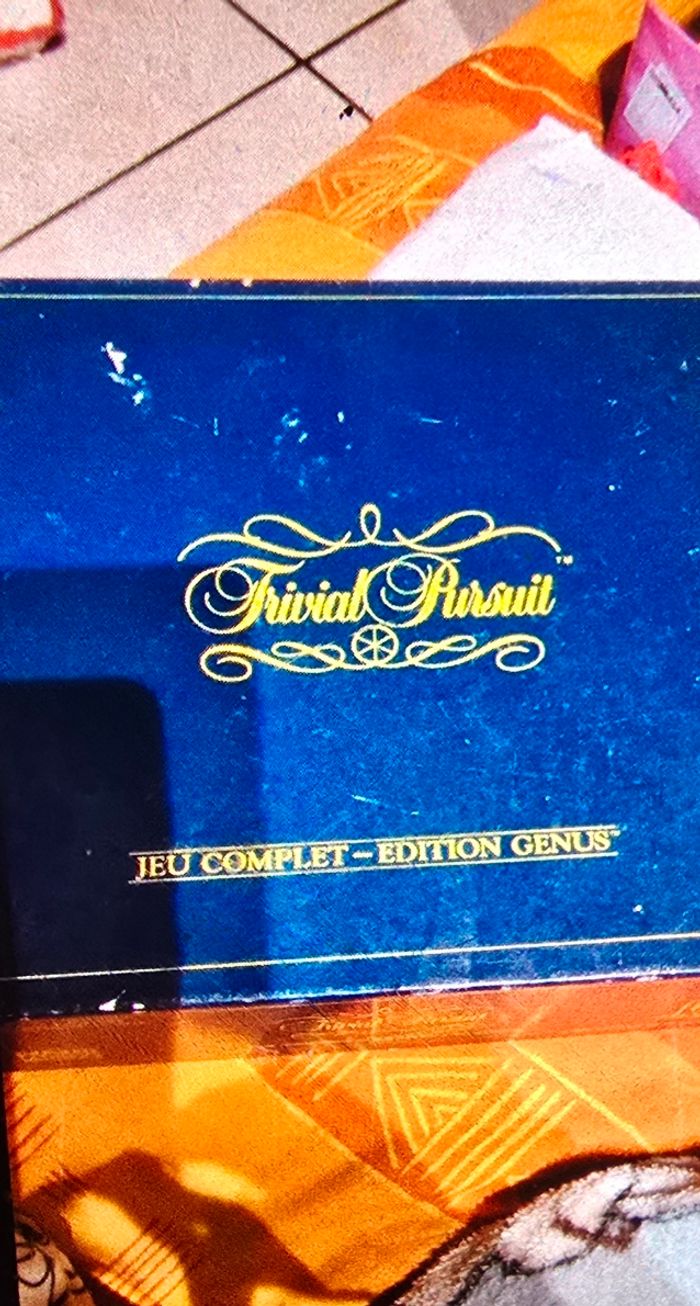 Trivial Pursuit™
JEU COMPLET – EDITION GENUS™